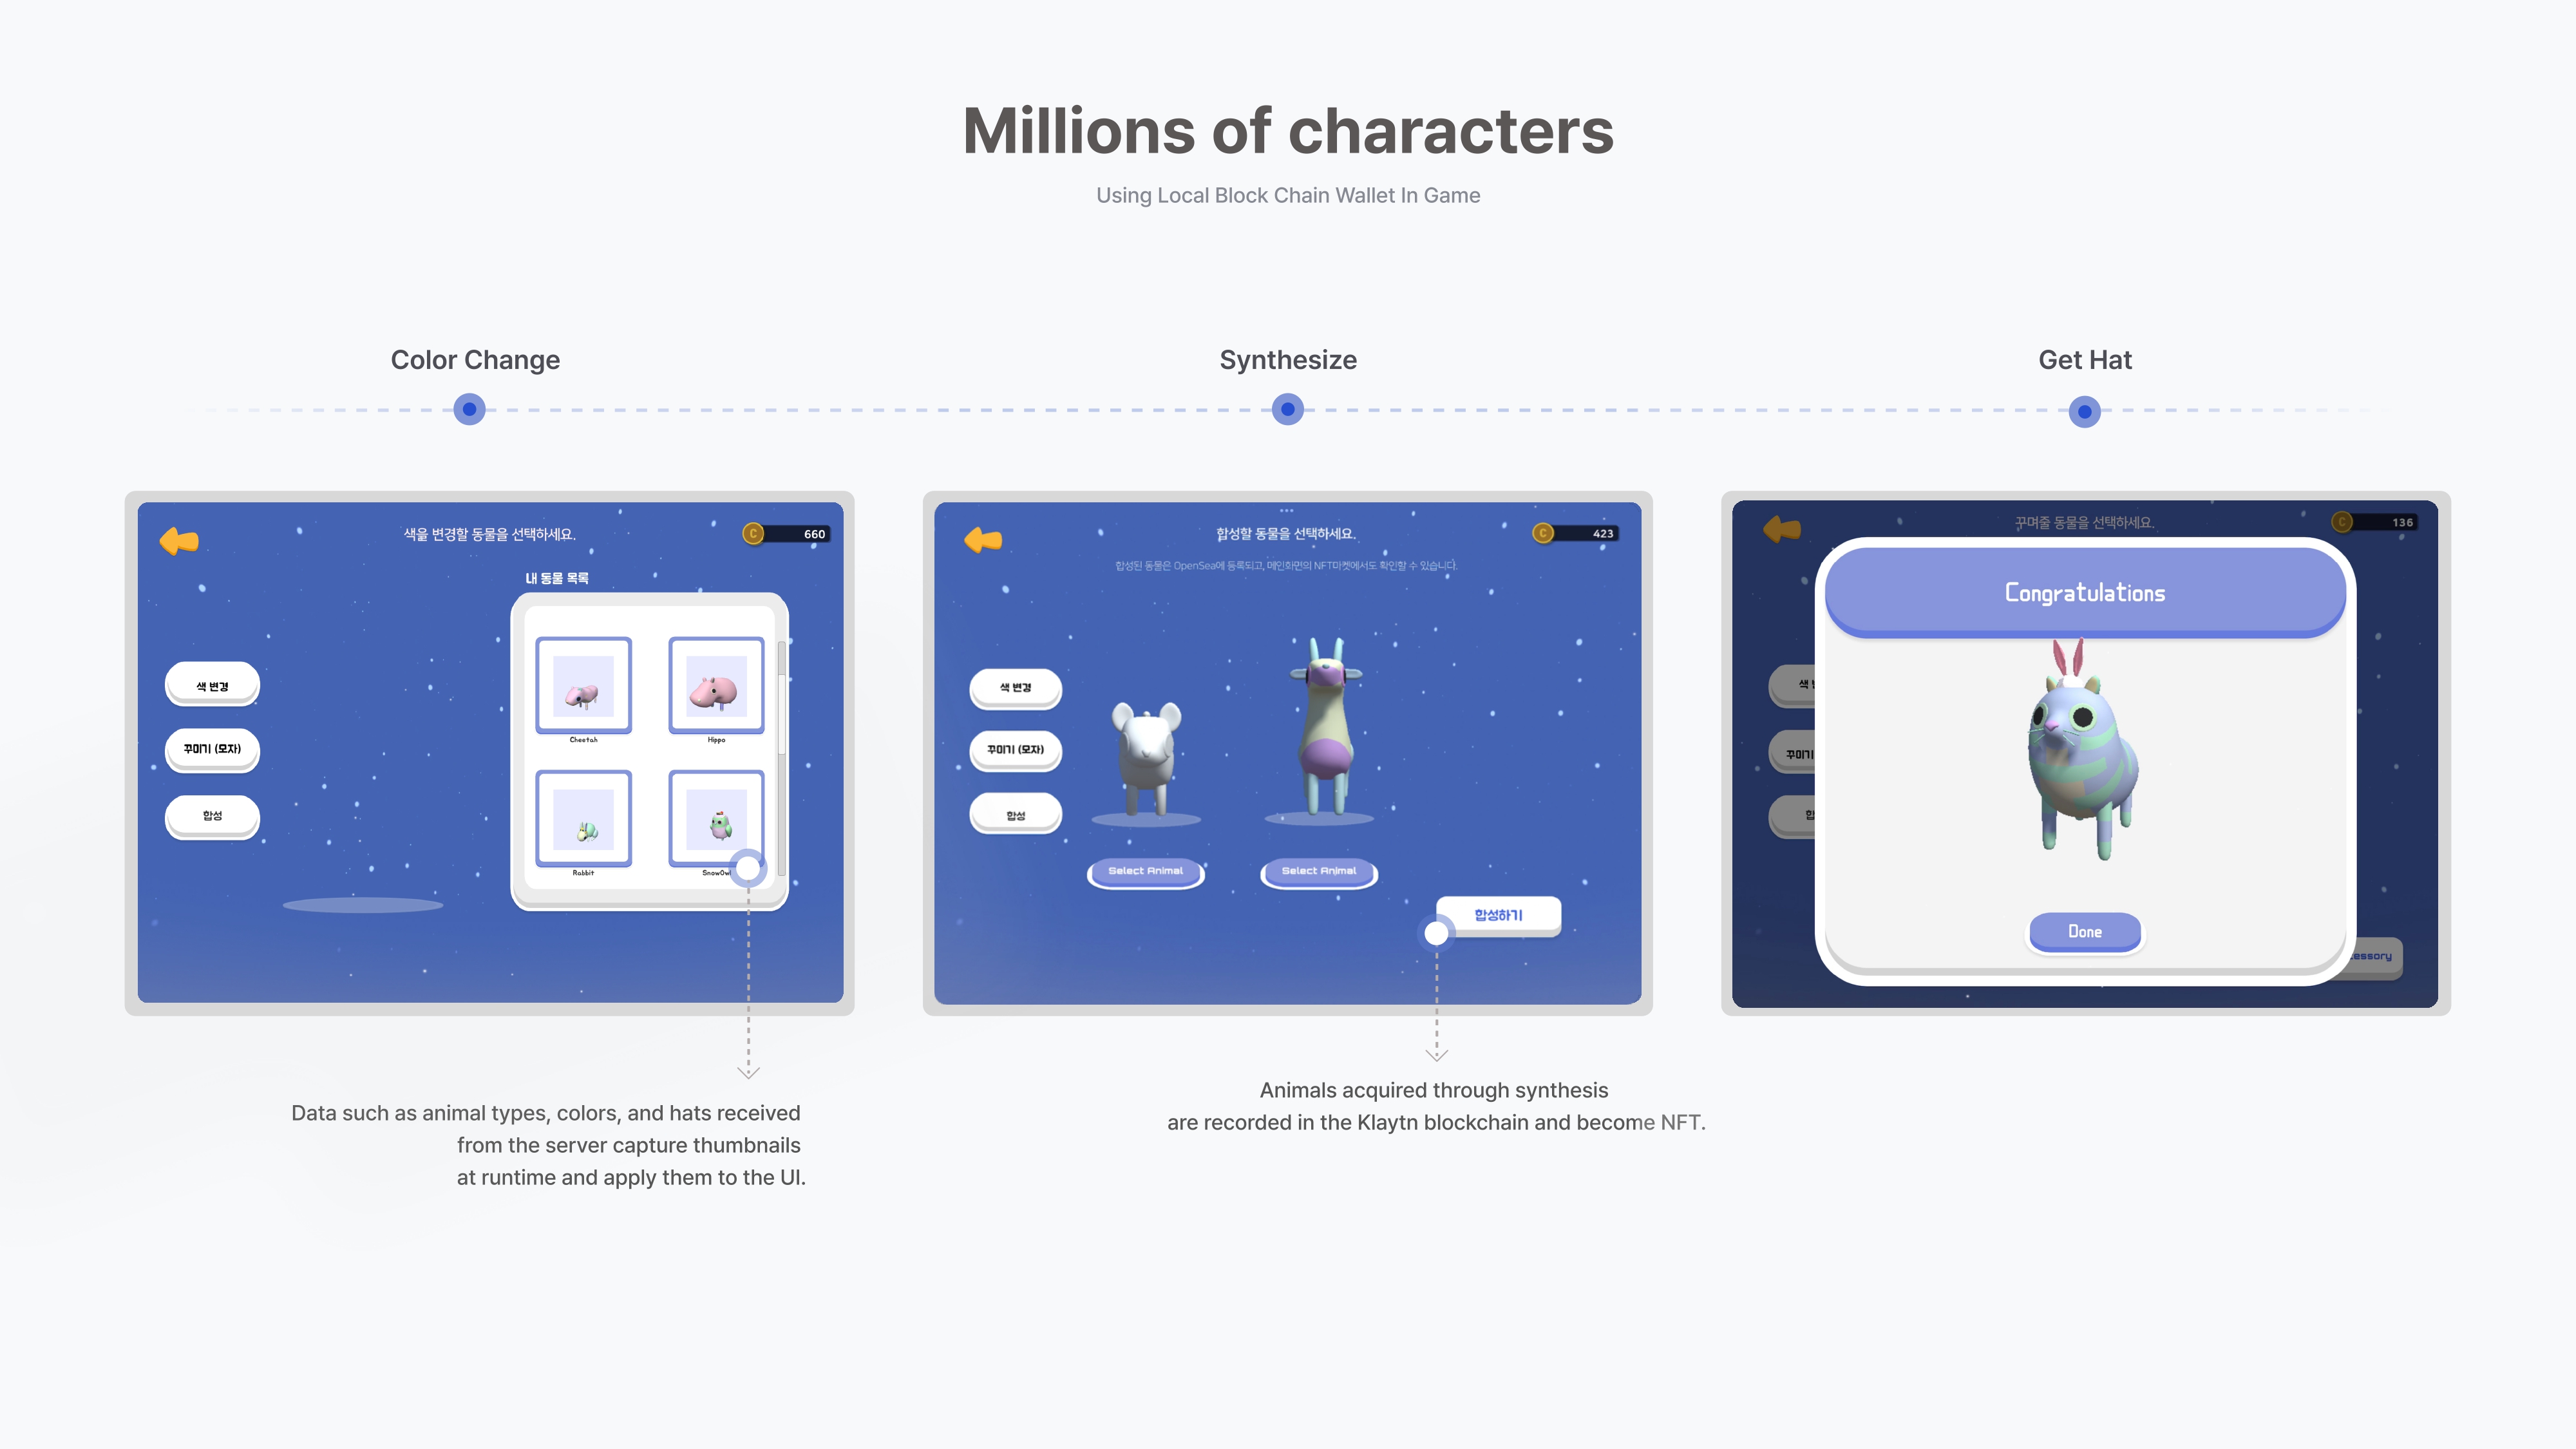 Millions of characters
Using Local Block Chain Wallet In Game
Color Change
Synthesize
Get Hat
색을 변경할 동물을 선택하세요.
C 660
내 동물 목록
색 변경
꾸미기 (모자)
합성
Cheetah
Hippo
Rabbit
SnowOwl
합성할 동물을 선택하세요.
C 423
합성된 동물은 OpenSea에 등록되고, 메인화면의 NFT마켓에서도 확인할 수 있습니다.
색 변경
꾸미기 (모자)
합성
Select Animal
Select Animal
합성하기
꾸며줄 동물을 선택하세요.
C 136
Congratulations
색
꾸미기
합
Done
cessory
Data such as animal types, colors, and hats received
from the server capture thumbnails
at runtime and apply them to the UI.
Animals acquired through synthesis
are recorded in the Klaytn blockchain and become NFT.